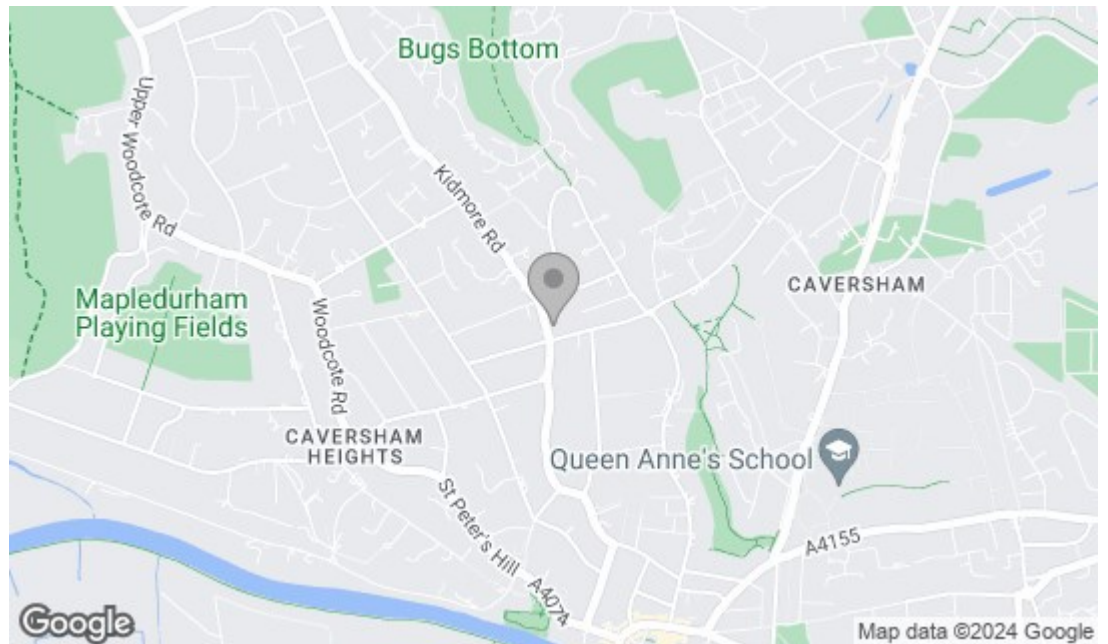 Bugs Bottom
Upper Woodcote Rd
Kidmore Rd
CAVERSHAM
Mapledurham
Playing Fields
Woodcote Rd
CAVERSHAM
HEIGHTS
Queen Anne's School
St Peter's Hill
A4155
A4074
Google
Map data ©2024 Google